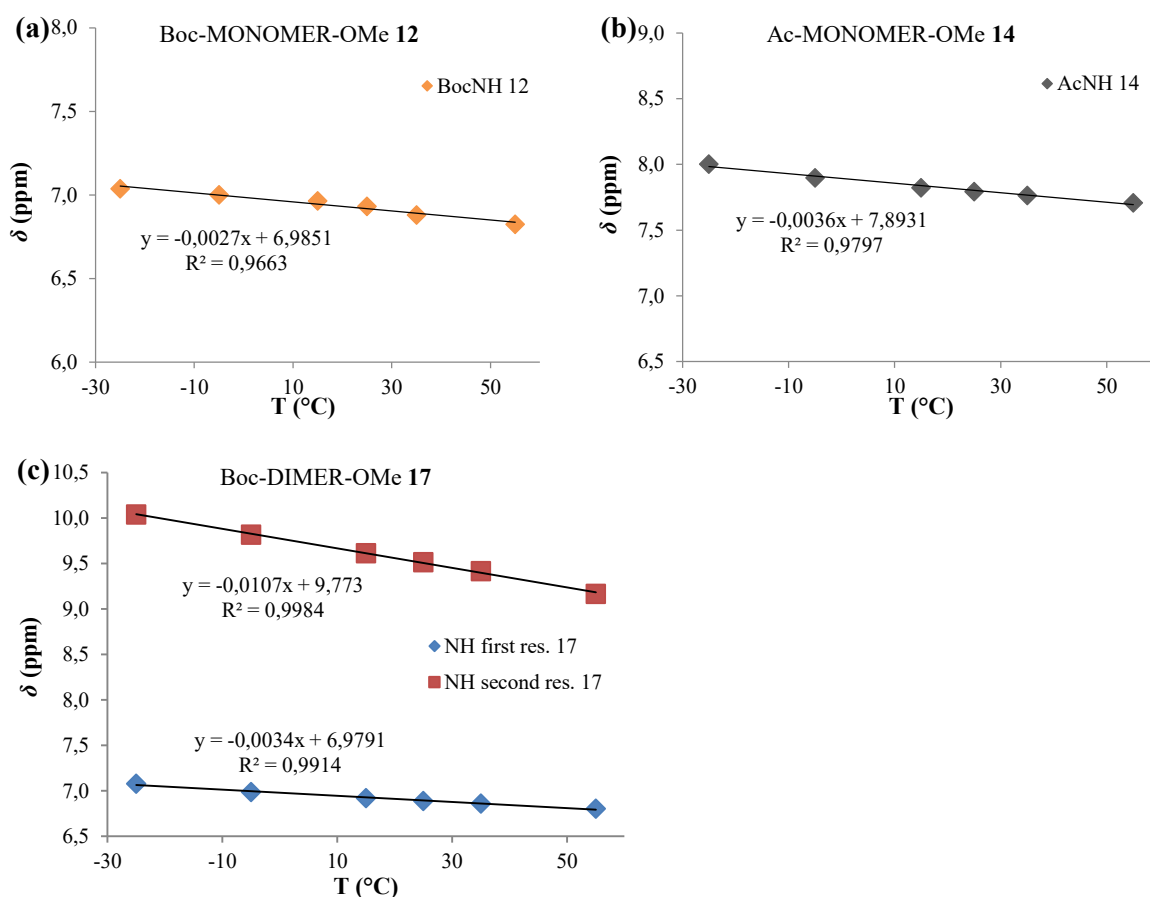 (a)
Boc-MONOMER-OMe 12
8,0
7,5
7,0
6,5
6,0
δ (ppm)
BocNH 12
y = -0,0027x + 6,9851
R² = 0,9663
-30 -10 10 30 50
T (°C)
(b)
Ac-MONOMER-OMe 14
9,0
8,5
8,0
7,5
7,0
6,5
δ (ppm)
AcNH 14
y = -0,0036x + 7,8931
R² = 0,9797
-30 -10 10 30 50
T (°C)
(c)
Boc-DIMER-OMe 17
10,5
10,0
9,5
9,0
8,5
8,0
7,5
7,0
6,5
δ (ppm)
y = -0,0107x + 9,773
R² = 0,9984
NH first res. 17
NH second res. 17
y = -0,0034x + 6,9791
R² = 0,9914
-30 -10 10 30 50
T (°C)